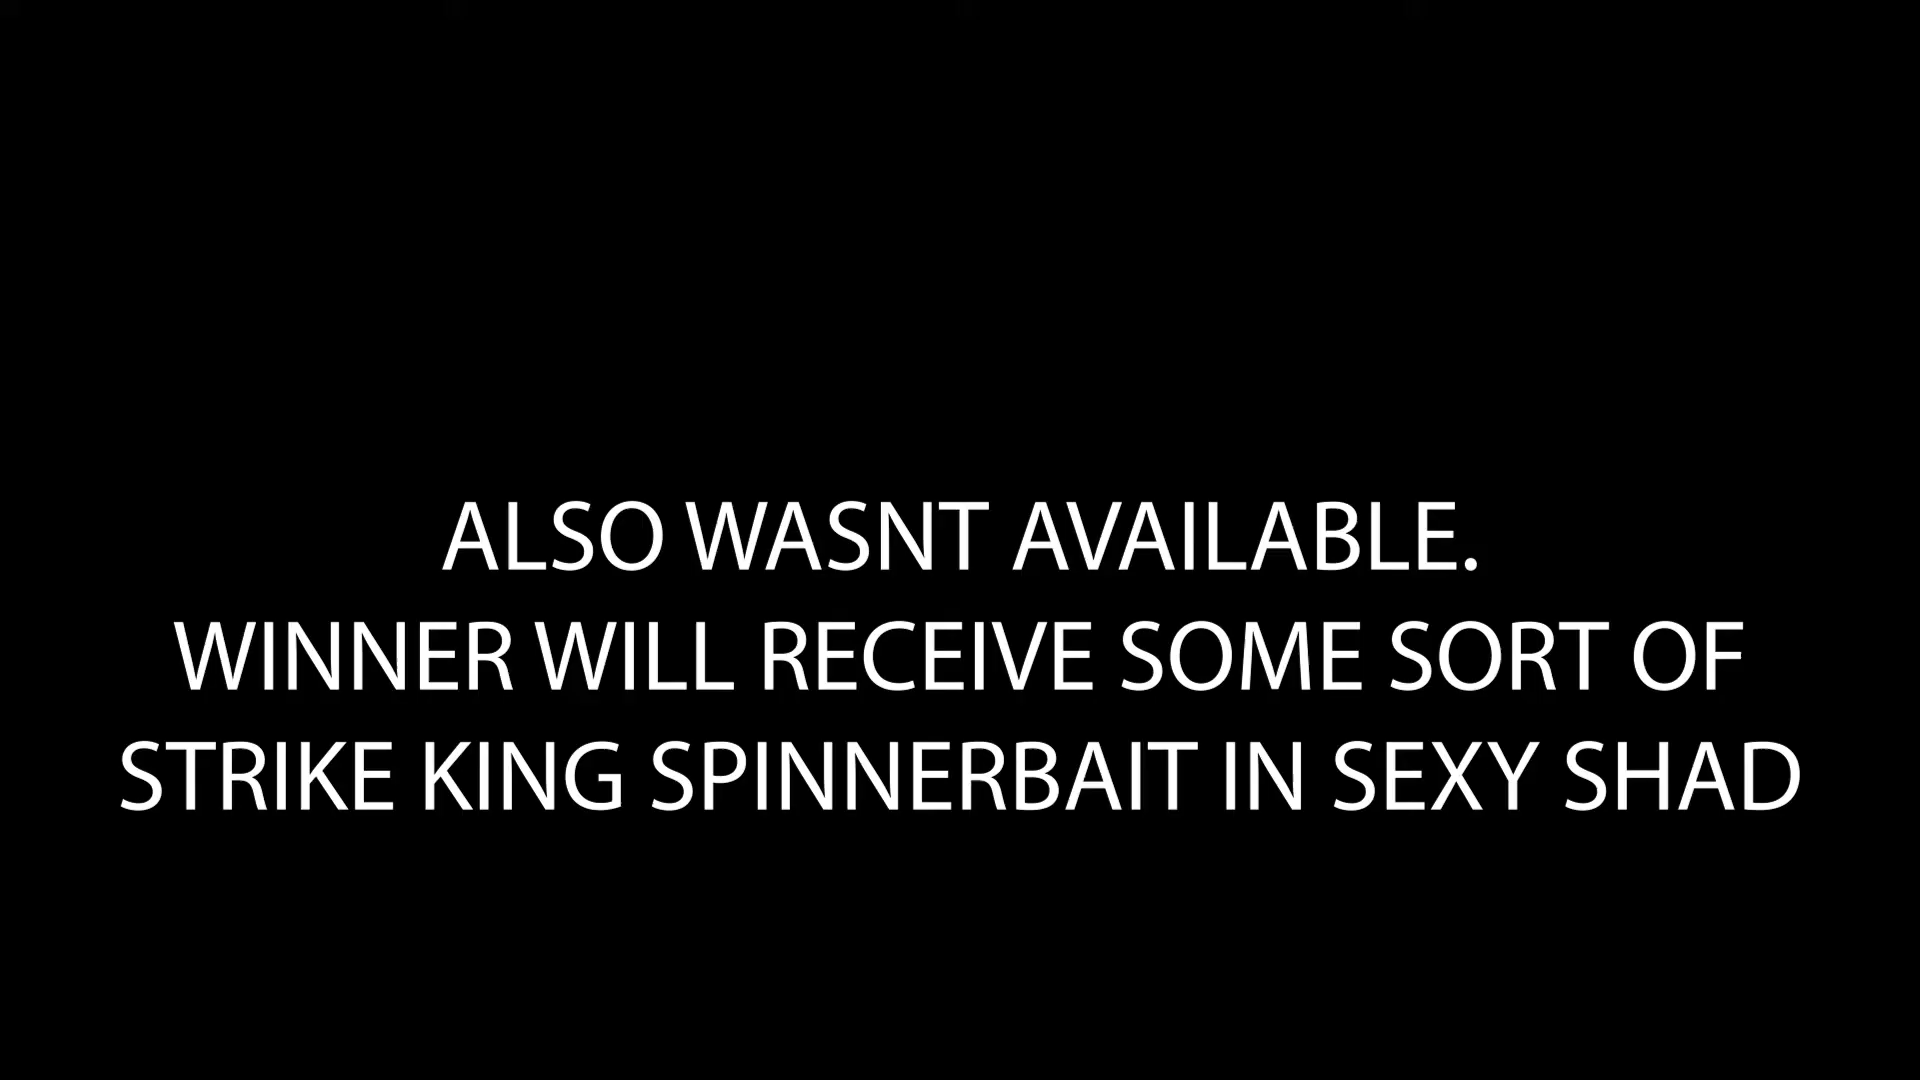 ALSO WASNT AVAILABLE.
WINNER WILL RECEIVE SOME SORT OF
STRIKE KING SPINNERBAIT IN SEXY SHAD